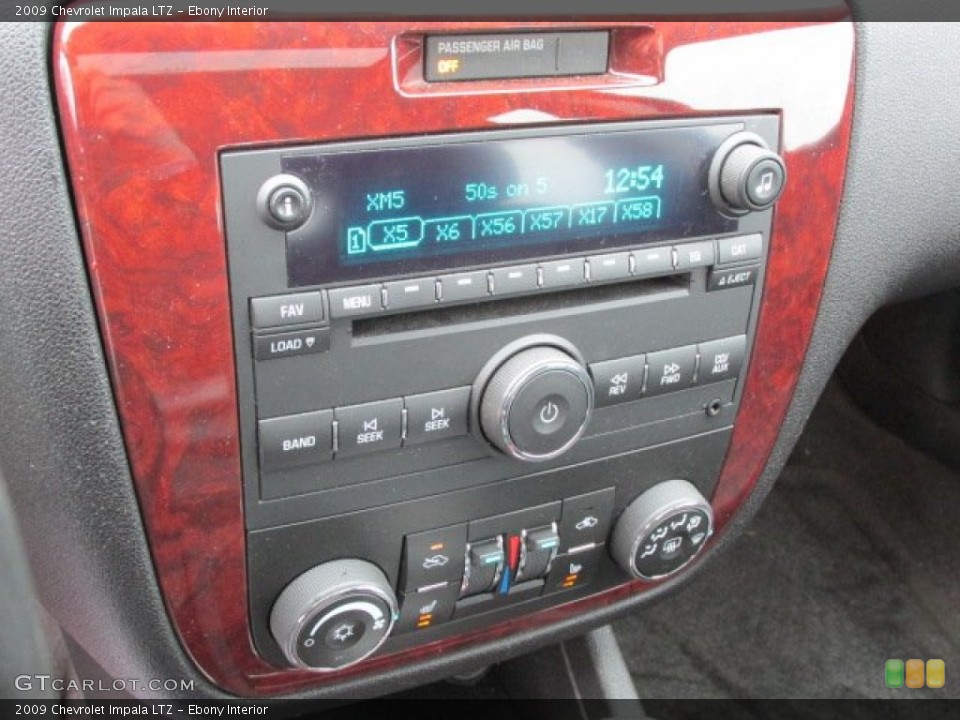 2009 Chevrolet Impala LTZ - Ebony Interior
PASSENGER AIR BAG
OFF
XM5 50s on 5 12:54
1 X5 X6 X56 X57 X17 X58
FAV MENU EQ CAT
LOAD EJECT
REV FWD CD/AUX
BAND SEEK SEEK
GTCARLOT.COM
2009 Chevrolet Impala LTZ - Ebony Interior